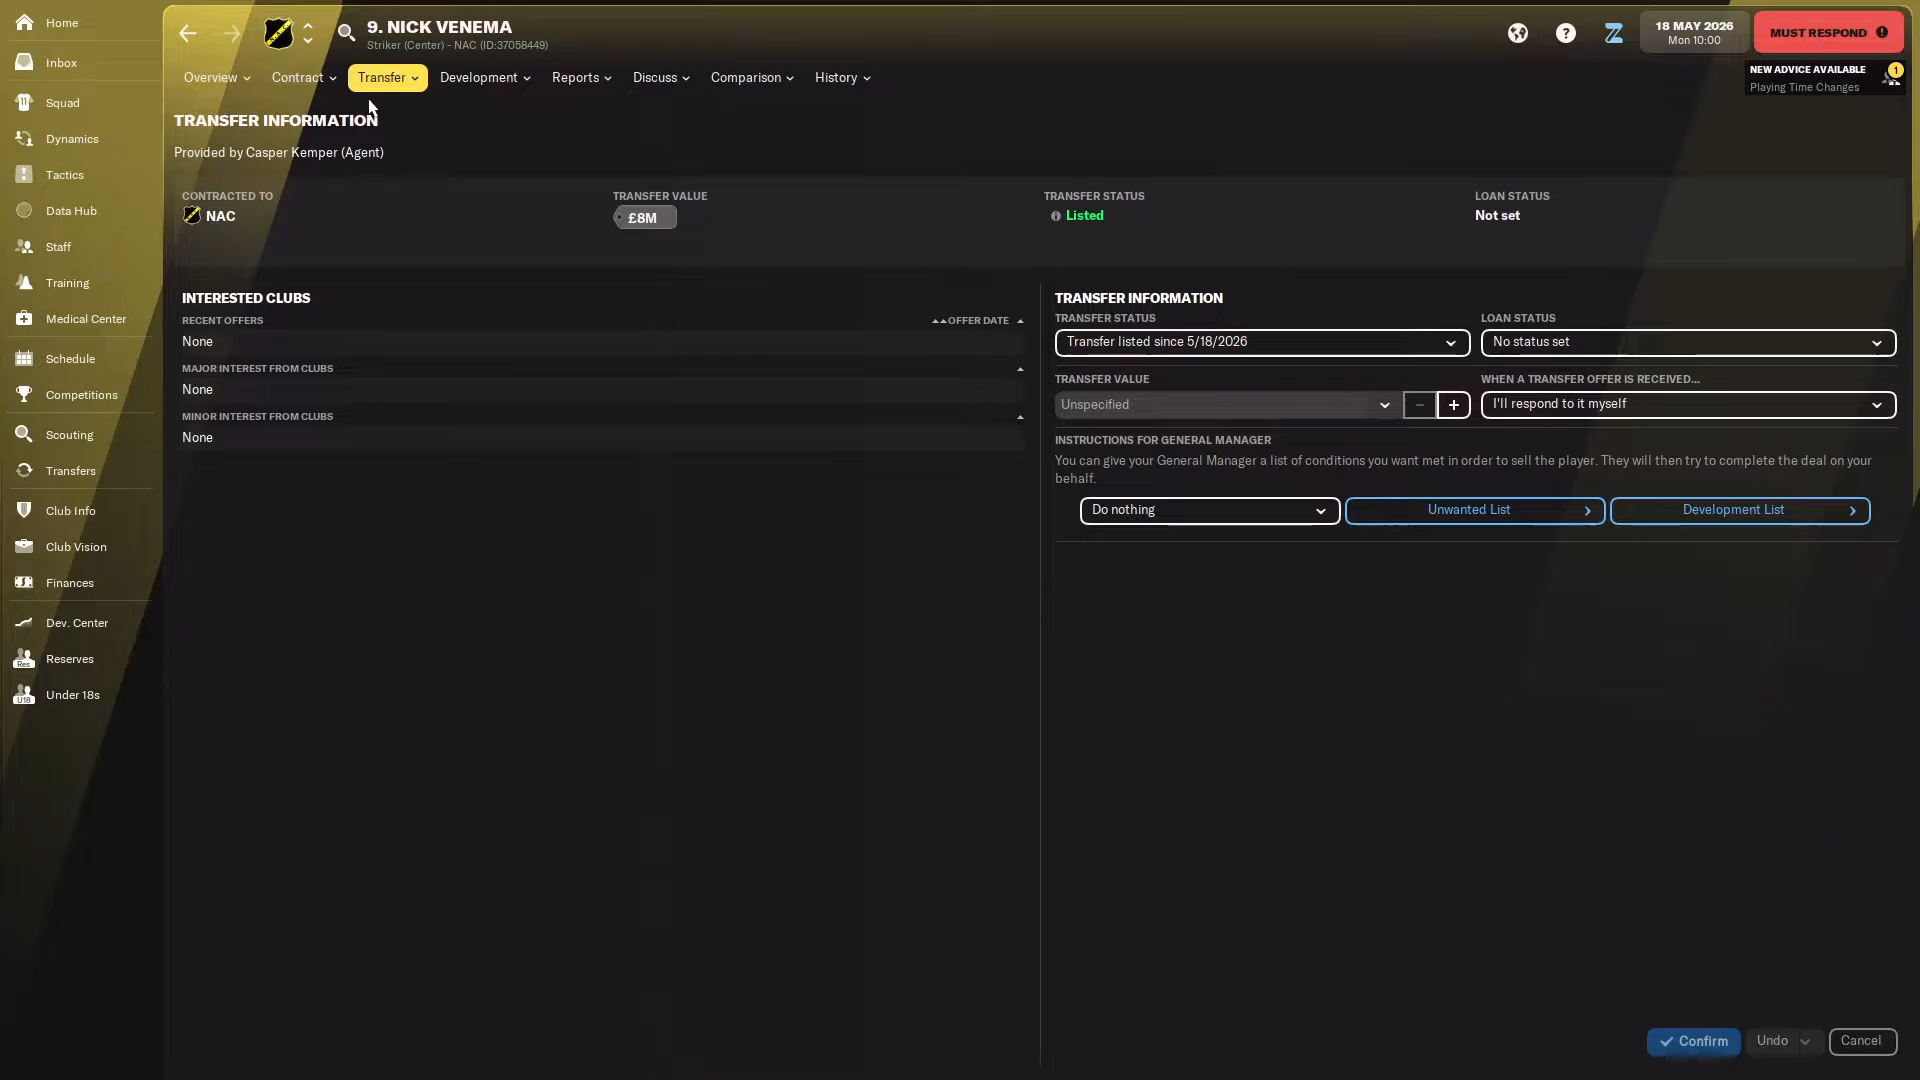 Home
Inbox
Squad
Dynamics
Tactics
Data Hub
Staff
Training
Medical Center
Schedule
Competitions
Scouting
Transfers
Club Info
Club Vision
Finances
Dev. Center
Res
Reserves
U18
Under 18s
9. NICK VENEMA
Striker (Center) - NAC (ID:37058449)
18 MAY 2026
Mon 10:00
MUST RESPOND
Overview
Contract
Transfer
Development
Reports
Discuss
Comparison
History
NEW ADVICE AVAILABLE
1
Playing Time Changes
TRANSFER INFORMATION
Provided by Casper Kemper (Agent)
CONTRACTED TO
NAC
TRANSFER VALUE
£8M
TRANSFER STATUS
Listed
LOAN STATUS
Not set
INTERESTED CLUBS
RECENT OFFERS
OFFER DATE
None
MAJOR INTEREST FROM CLUBS
None
MINOR INTEREST FROM CLUBS
None
TRANSFER INFORMATION
TRANSFER STATUS
Transfer listed since 5/18/2026
LOAN STATUS
No status set
TRANSFER VALUE
Unspecified
WHEN A TRANSFER OFFER IS RECEIVED...
I'll respond to it myself
INSTRUCTIONS FOR GENERAL MANAGER
You can give your General Manager a list of conditions you want met in order to sell the player. They will then try to complete the deal on your
behalf.
Do nothing
Unwanted List
Development List
Confirm
Undo
Cancel